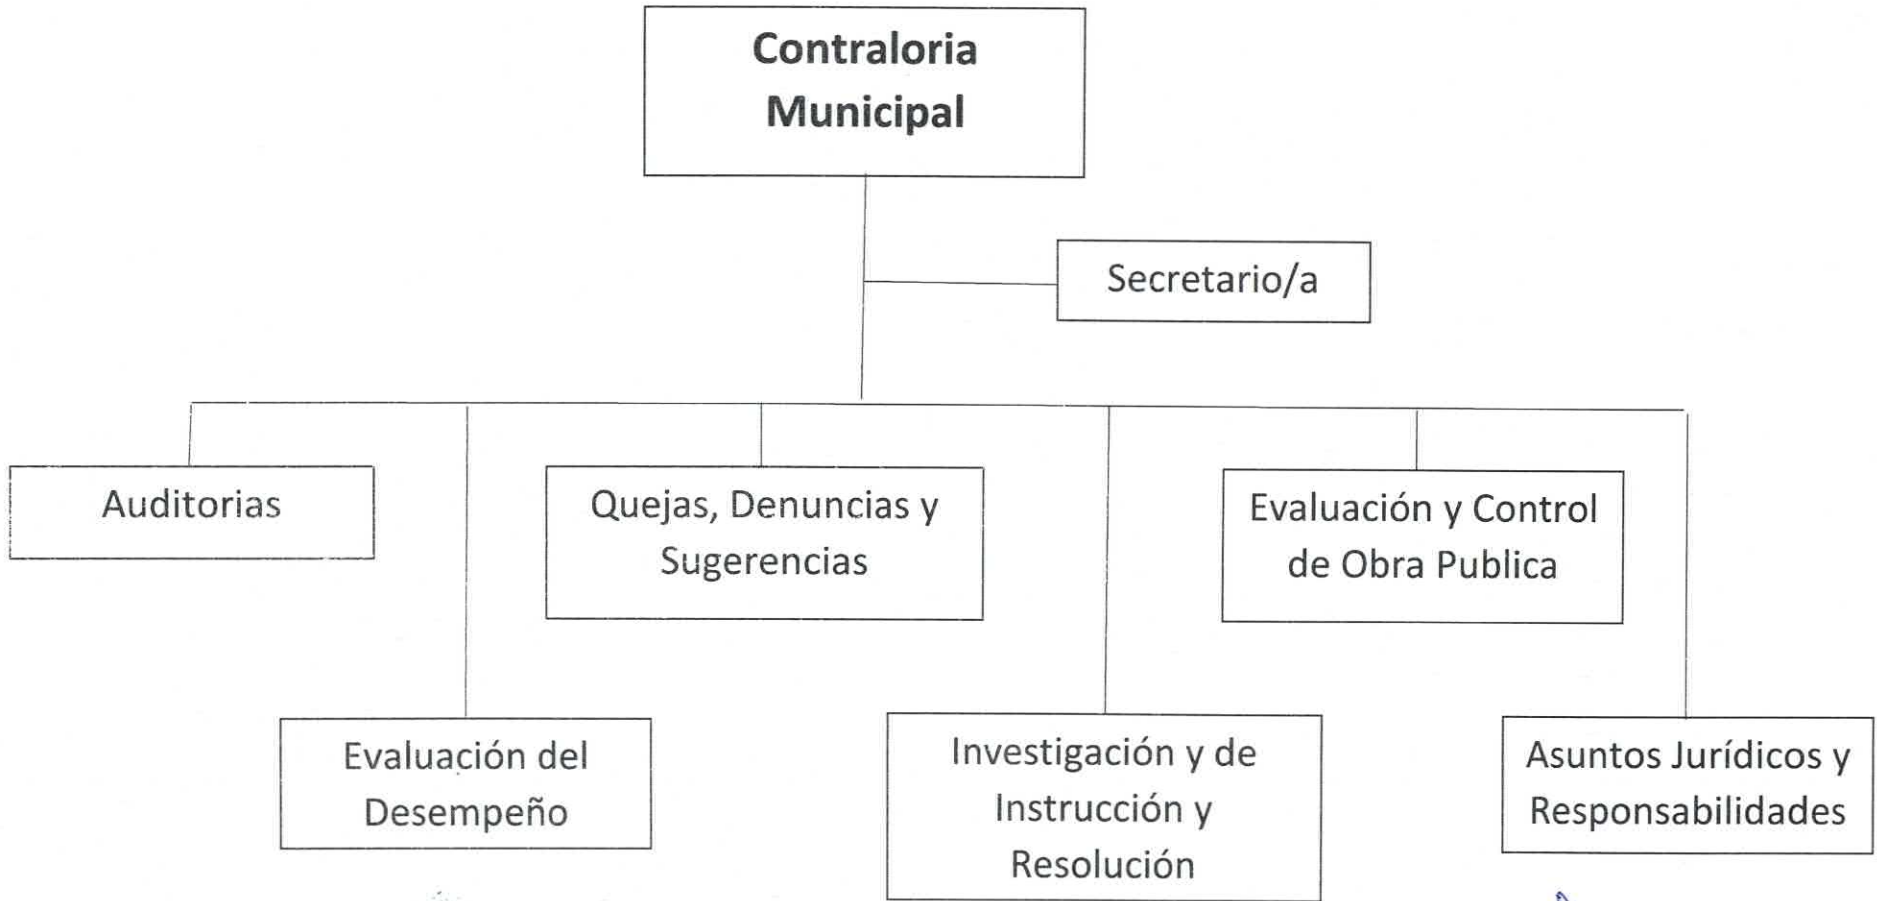 Contraloria
Municipal
Secretario/a
Auditorias
Quejas, Denuncias y
Sugerencias
Evaluación y Control
de Obra Publica
Evaluación del
Desempeño
Investigación y de
Instrucción y
Resolución
Asuntos Jurídicos y
Responsabilidades